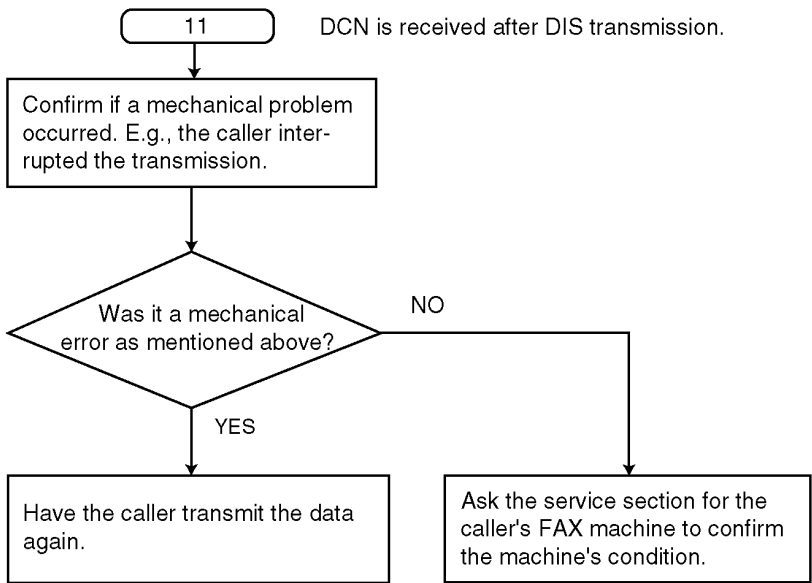 11
DCN is received after DIS transmission.
Confirm if a mechanical problem
occurred. E.g., the caller inter-
rupted the transmission.
Was it a mechanical
error as mentioned above?
NO
YES
Have the caller transmit the data
again.
Ask the service section for the
caller's FAX machine to confirm
the machine's condition.